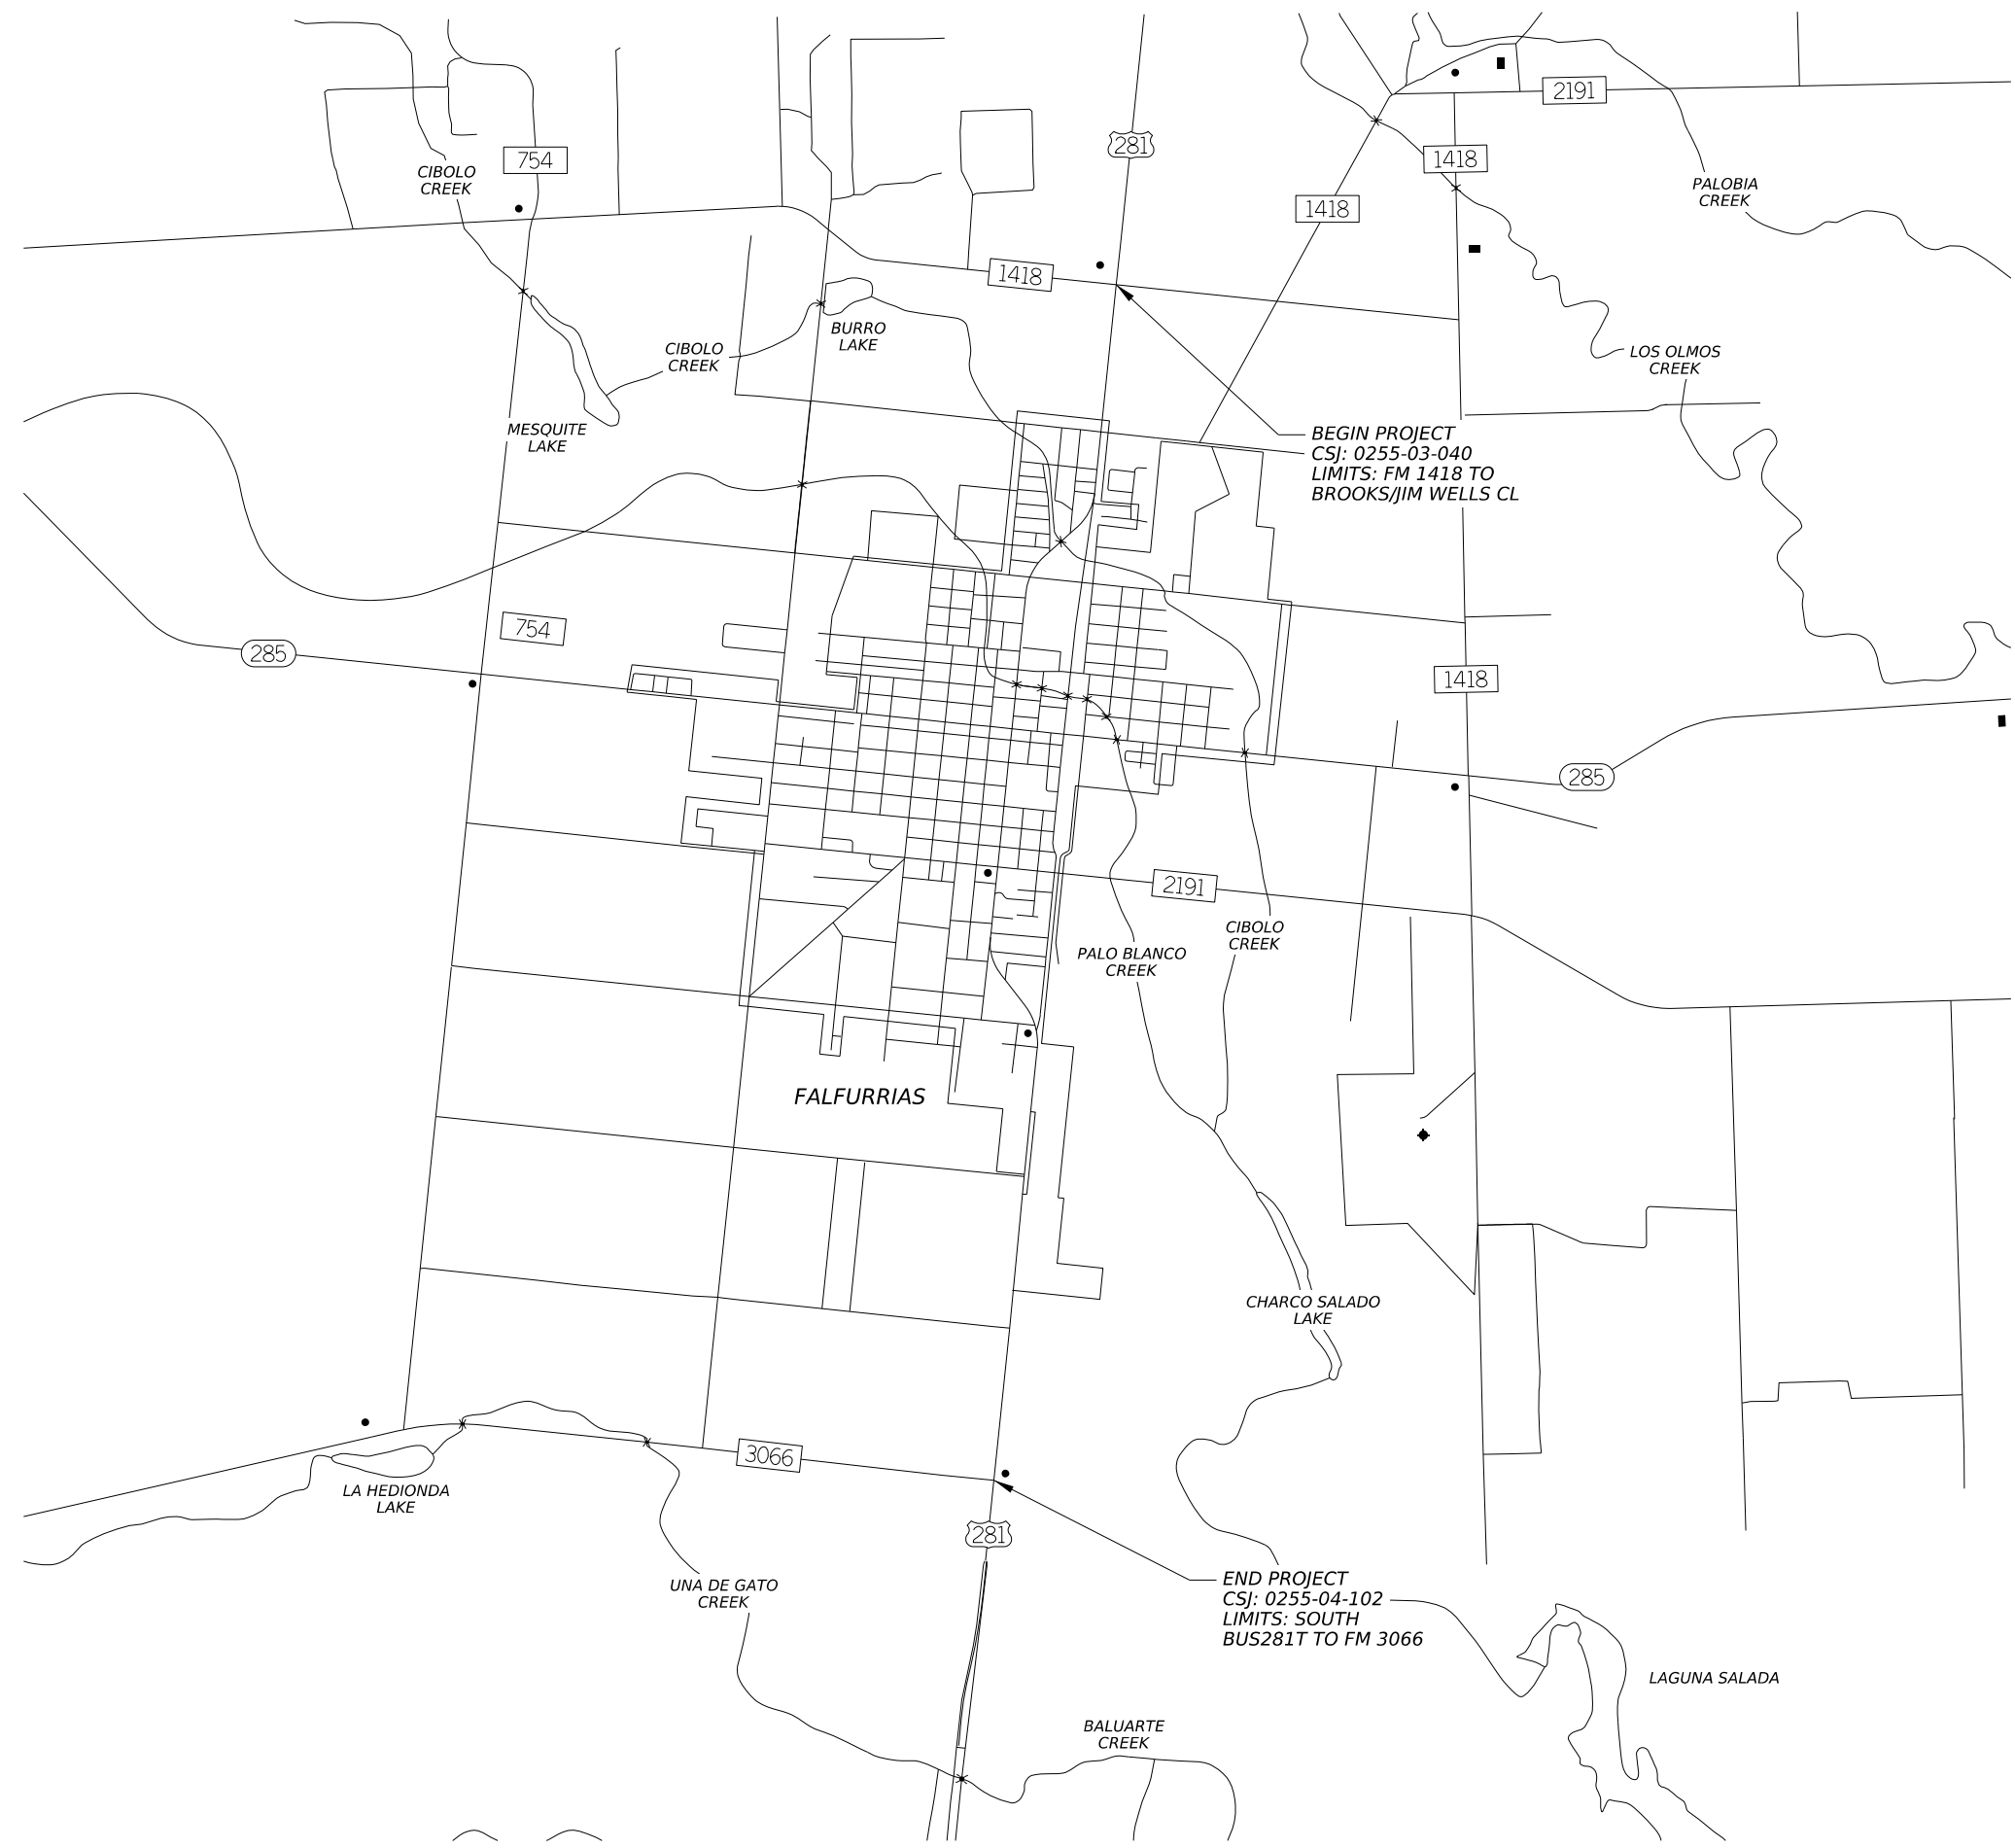 2191
281
754
1418
CIBOLO
CREEK
PALOBIA
CREEK
1418
1418
BURRO
LAKE
CIBOLO
CREEK
LOS OLMOS
CREEK
MESQUITE
LAKE
BEGIN PROJECT
CSJ: 0255-03-040
LIMITS: FM 1418 TO
BROOKS/JIM WELLS CL
754
285
1418
285
2191
CIBOLO
CREEK
PALO BLANCO
CREEK
FALFURRIAS
CHARCO SALADO
LAKE
3066
LA HEDIONDA
LAKE
281
UNA DE GATO
CREEK
END PROJECT
CSJ: 0255-04-102
LIMITS: SOUTH
BUS281T TO FM 3066
LAGUNA SALADA
BALUARTE
CREEK